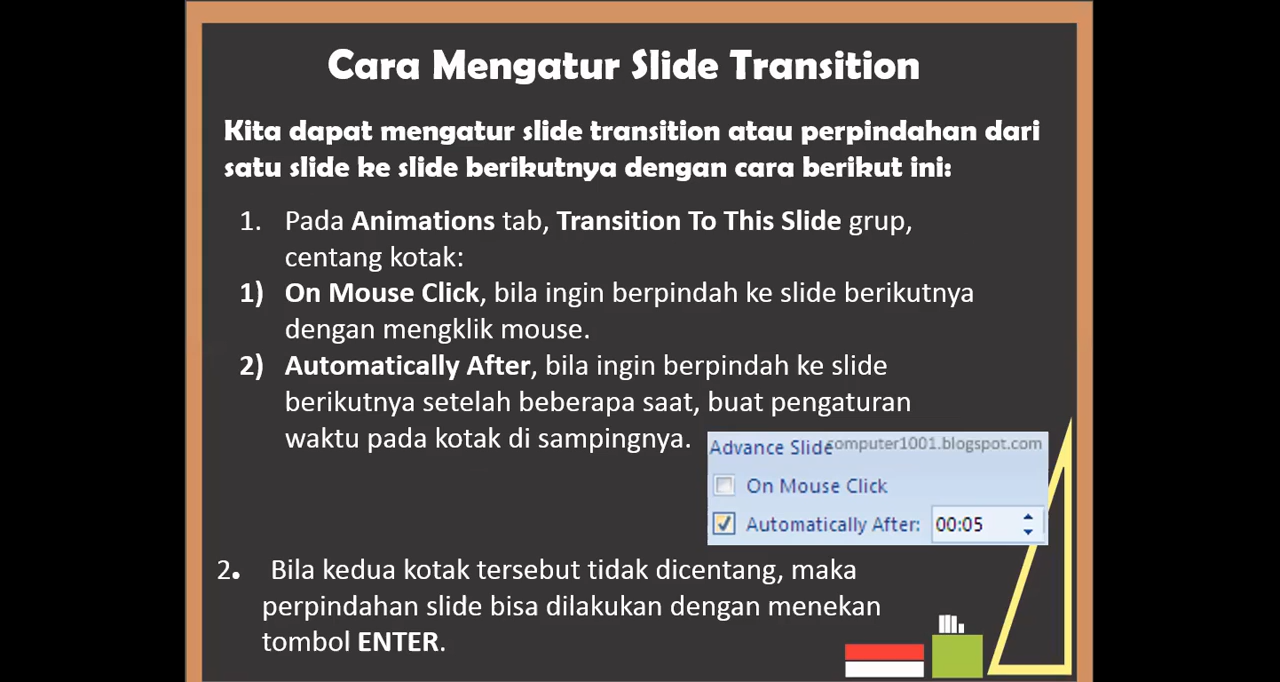 Cara Mengatur Slide Transition
Kita dapat mengatur slide transition atau perpindahan dari
satu slide ke slide berikutnya dengan cara berikut ini:
1. Pada Animations tab, Transition To This Slide grup,
centang kotak:
1) On Mouse Click, bila ingin berpindah ke slide berikutnya
dengan mengklik mouse.
2) Automatically After, bila ingin berpindah ke slide
berikutnya setelah beberapa saat, buat pengaturan
waktu pada kotak di sampingnya.
Advance Slide computer1001.blogspot.com
On Mouse Click
Automatically After: 00:05
2. Bila kedua kotak tersebut tidak dicentang, maka
perpindahan slide bisa dilakukan dengan menekan
tombol ENTER.